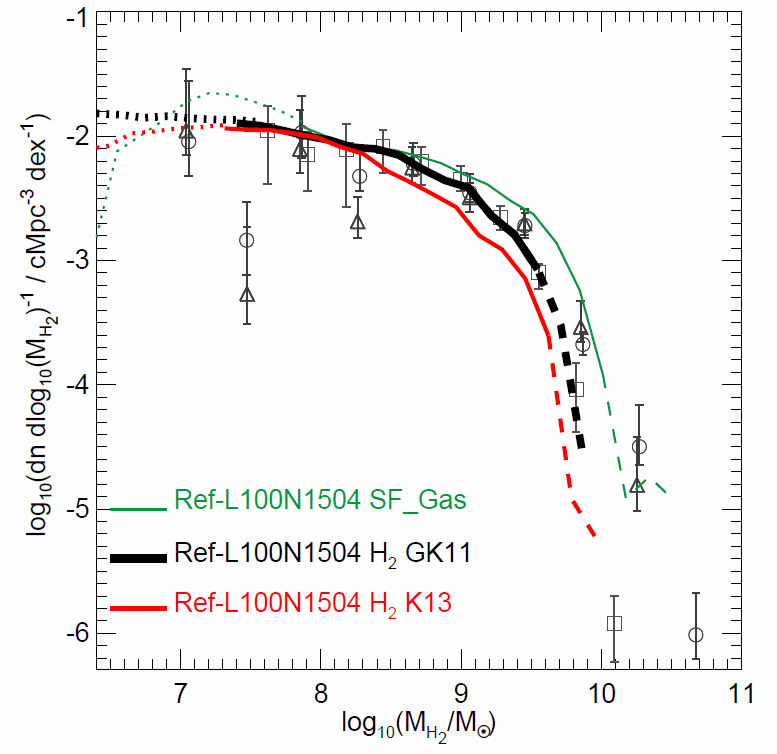 -1
-2
-3
-4
-5
-6
log10(dn dlog10(MH2)-1 / cMpc-3 dex-1)
Ref-L100N1504 SF_Gas
Ref-L100N1504 H2 GK11
Ref-L100N1504 H2 K13
7 8 9 10 11
log10(MH2/M☉)